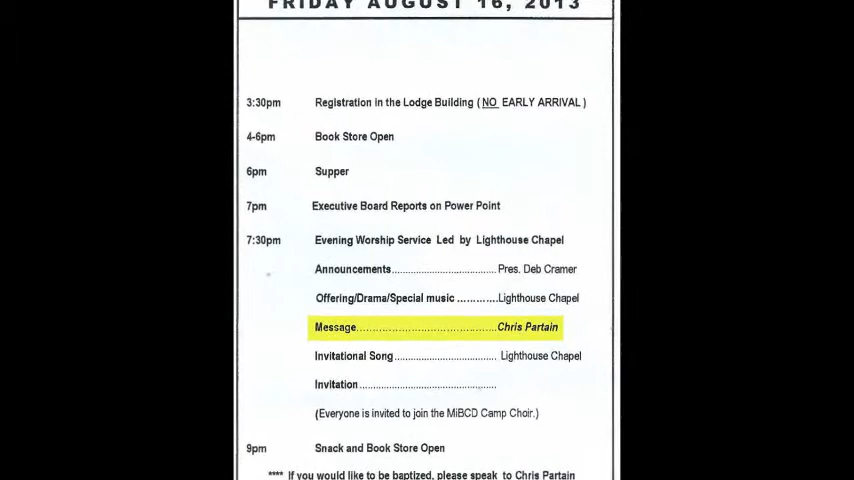 FRIDAY AUGUST 16, 2013
3:30pm Registration in the Lodge Building ( NO EARLY ARRIVAL )
4-6pm Book Store Open
6pm Supper
7pm Executive Board Reports on Power Point
7:30pm Evening Worship Service Led by Lighthouse Chapel
Announcements.................................Pres. Deb Cramer
Offering/Drama/Special music ............Lighthouse Chapel
Message..........................................Chris Partain
Invitational Song............................... Lighthouse Chapel
Invitation..........................................
(Everyone is invited to join the MiBCD Camp Choir.)
9pm Snack and Book Store Open
**** If you would like to be baptized, please speak to Chris Partain